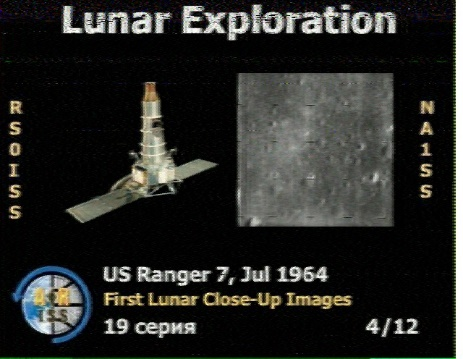 Lunar Exploration
RS0ISS
NA1SS
US Ranger 7, Jul 1964
First Lunar Close-Up Images
19 серия
4/12